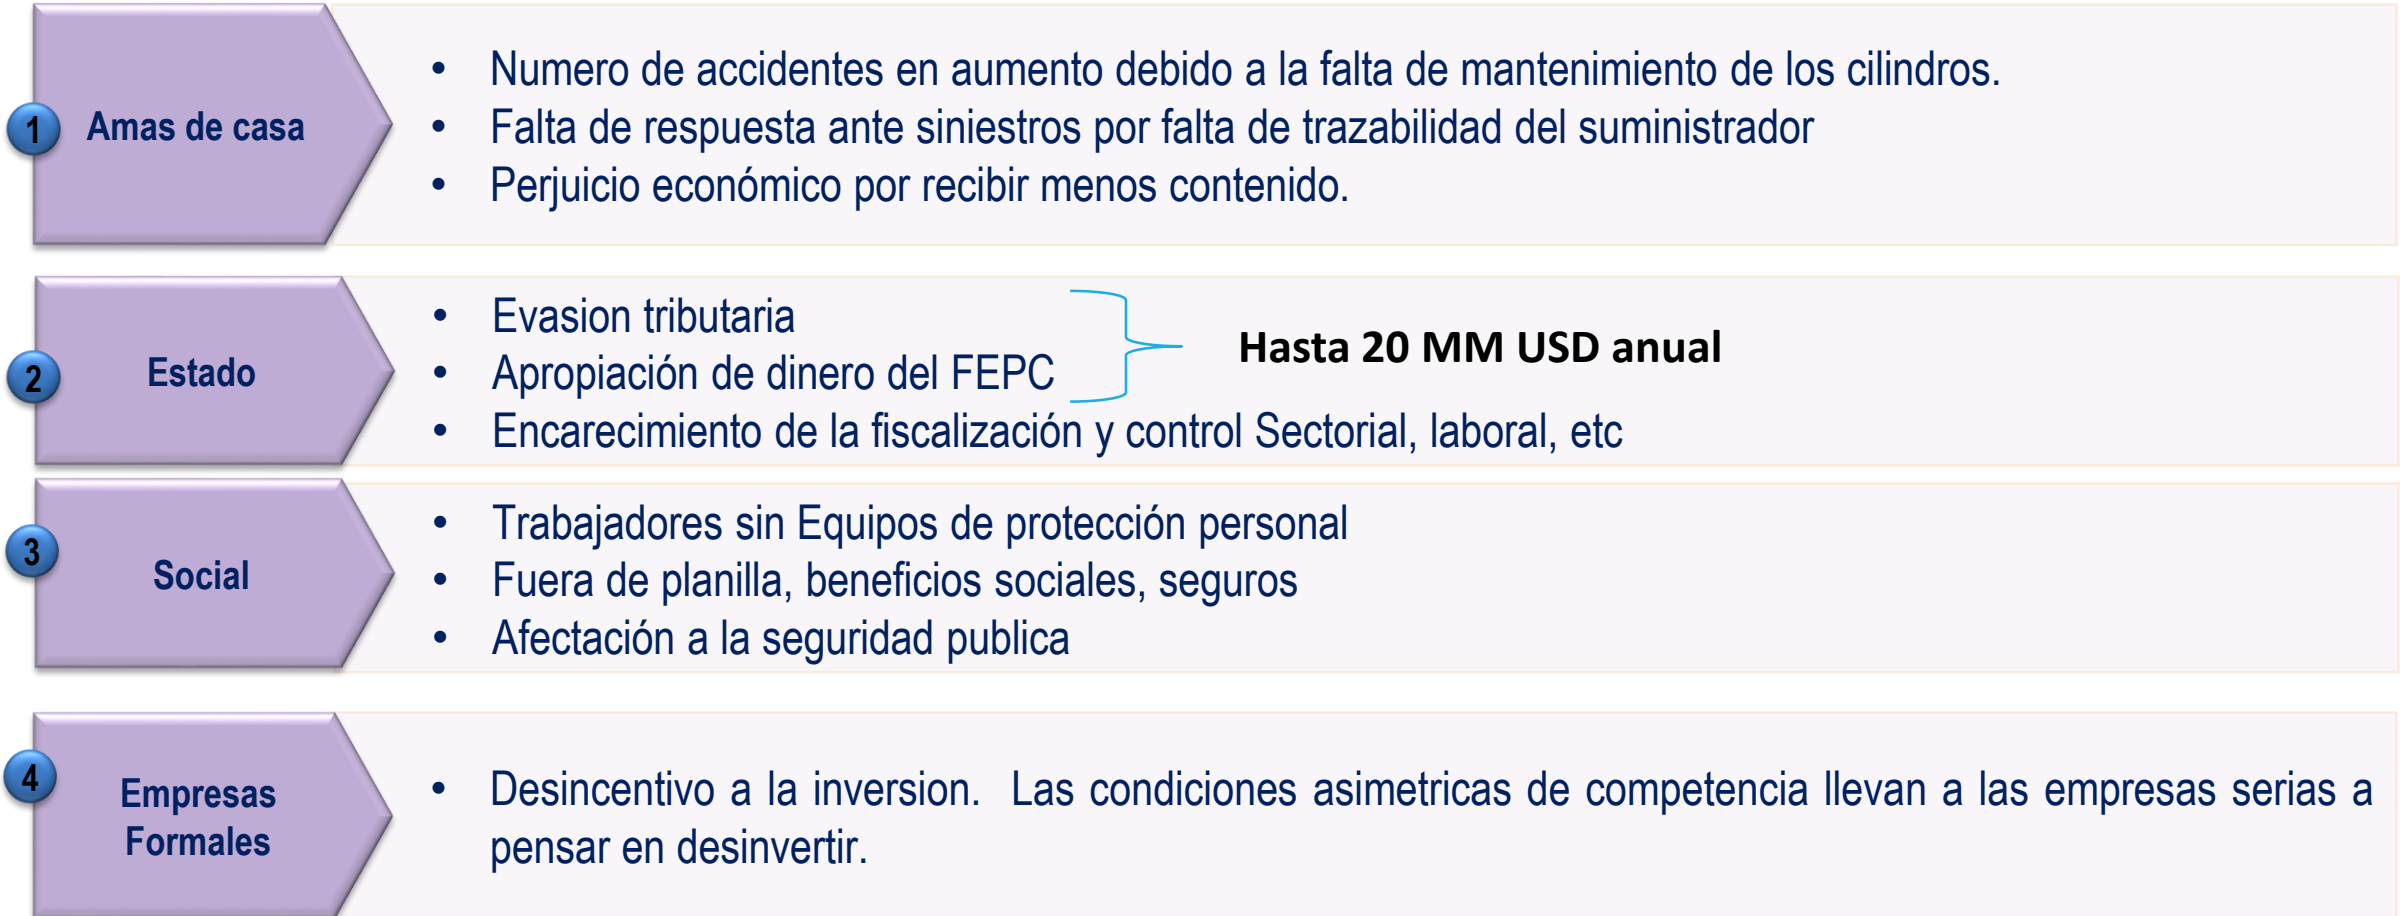 1
Amas de casa
• Numero de accidentes en aumento debido a la falta de mantenimiento de los cilindros.
• Falta de respuesta ante siniestros por falta de trazabilidad del suministrador
• Perjuicio económico por recibir menos contenido.
2
Estado
• Evasion tributaria
• Apropiación de dinero del FEPC
Hasta 20 MM USD anual
• Encarecimiento de la fiscalización y control Sectorial, laboral, etc
3
Social
• Trabajadores sin Equipos de protección personal
• Fuera de planilla, beneficios sociales, seguros
• Afectación a la seguridad publica
4
Empresas
Formales
• Desincentivo a la inversion. Las condiciones asimetricas de competencia llevan a las empresas serias a
pensar en desinvertir.